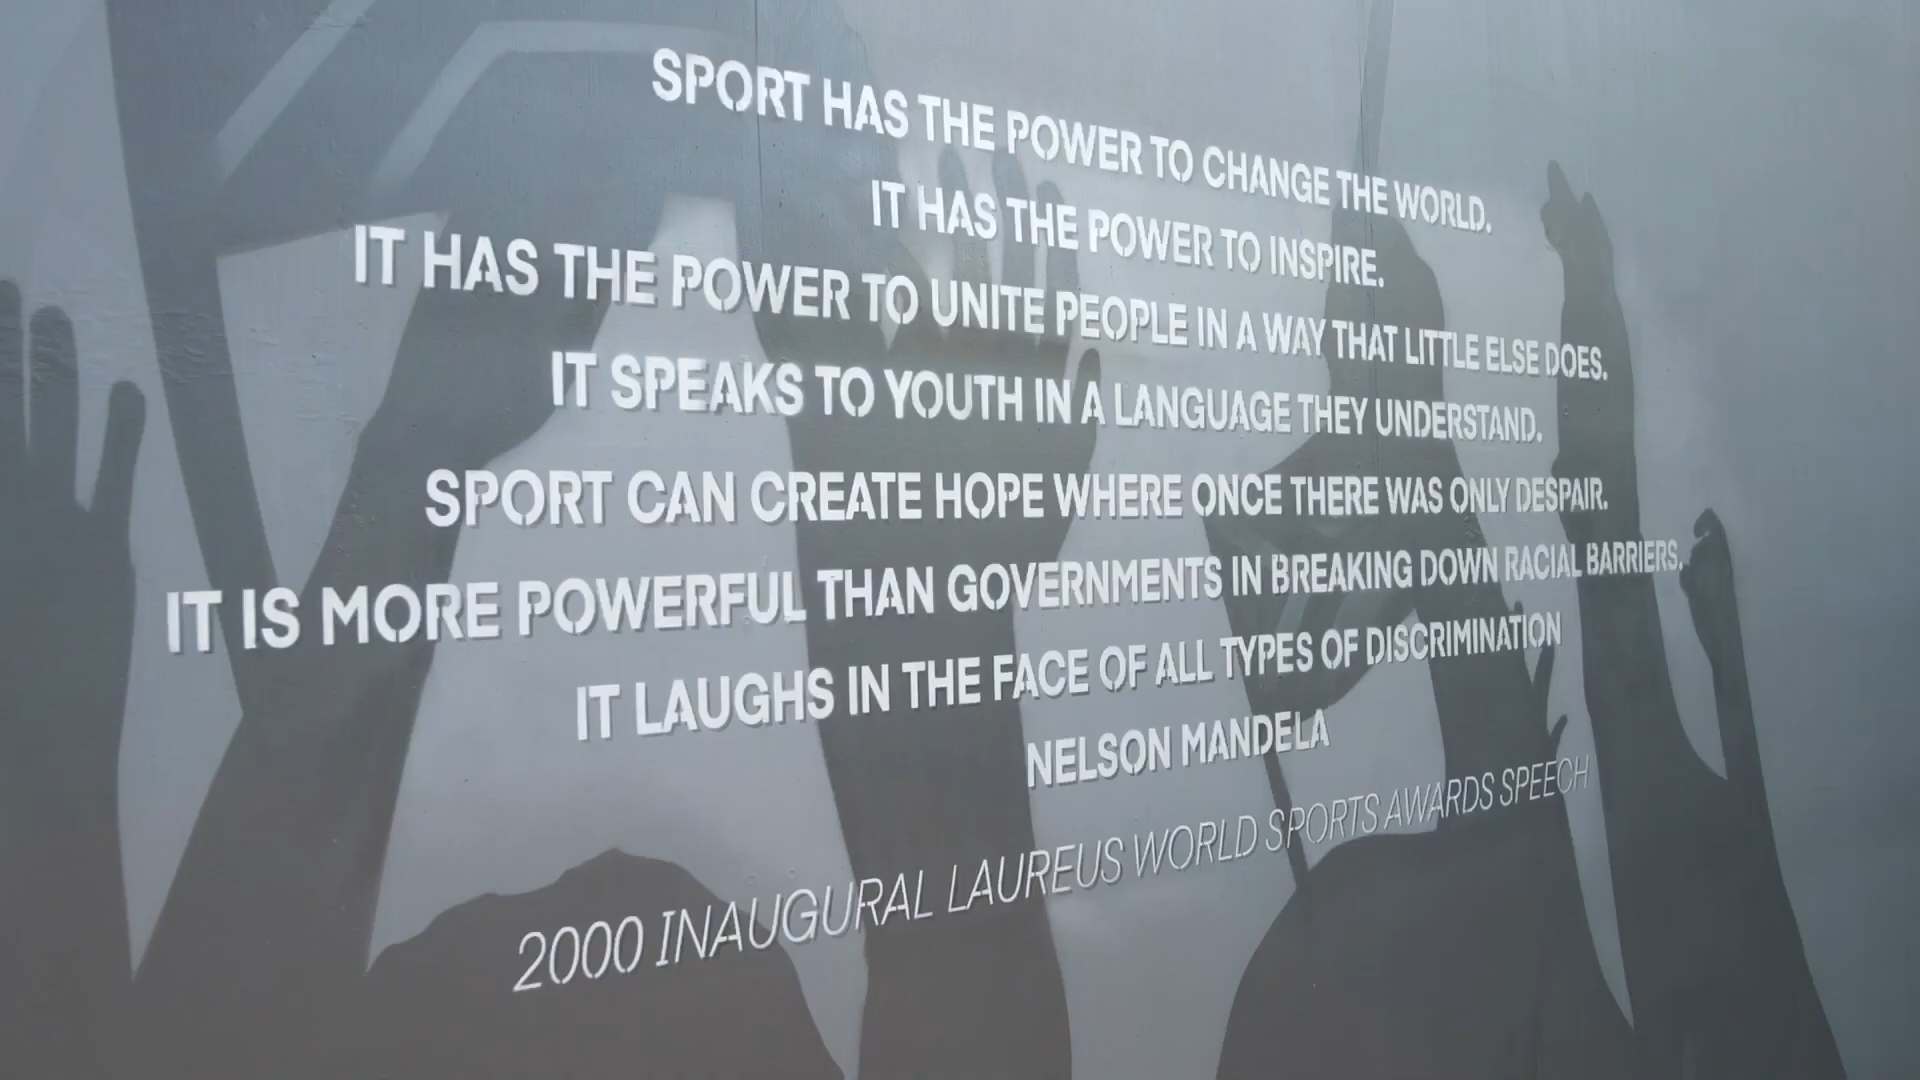 SPORT HAS THE POWER TO CHANGE THE WORLD.
IT HAS THE POWER TO INSPIRE.
IT HAS THE POWER TO UNITE PEOPLE IN A WAY THAT LITTLE ELSE DOES.
IT SPEAKS TO YOUTH IN A LANGUAGE THEY UNDERSTAND.
SPORT CAN CREATE HOPE WHERE ONCE THERE WAS ONLY DESPAIR.
IT IS MORE POWERFUL THAN GOVERNMENTS IN BREAKING DOWN RACIAL BARRIERS.
IT LAUGHS IN THE FACE OF ALL TYPES OF DISCRIMINATION
NELSON MANDELA
2000 INAUGURAL LAUREUS WORLD SPORTS AWARDS SPEECH